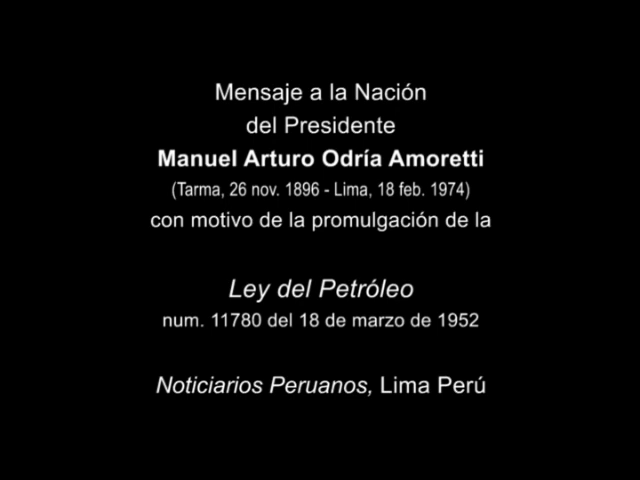 Mensaje a la Nación
del Presidente
Manuel Arturo Odría Amoretti
(Tarma, 26 nov. 1896 - Lima, 18 feb. 1974)
con motivo de la promulgación de la
Ley del Petróleo
num. 11780 del 18 de marzo de 1952
Noticiarios Peruanos, Lima Perú